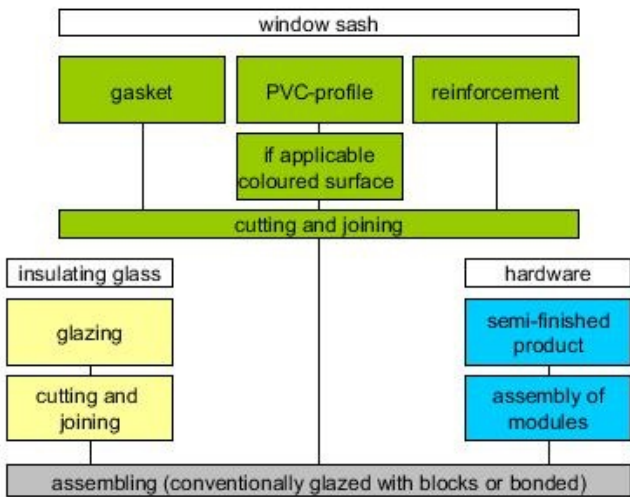 window sash
gasket
PVC-profile
reinforcement
if applicable
coloured surface
cutting and joining
insulating glass
hardware
glazing
semi-finished
product
cutting and
joining
assembly of
modules
assembling (conventionally glazed with blocks or bonded)